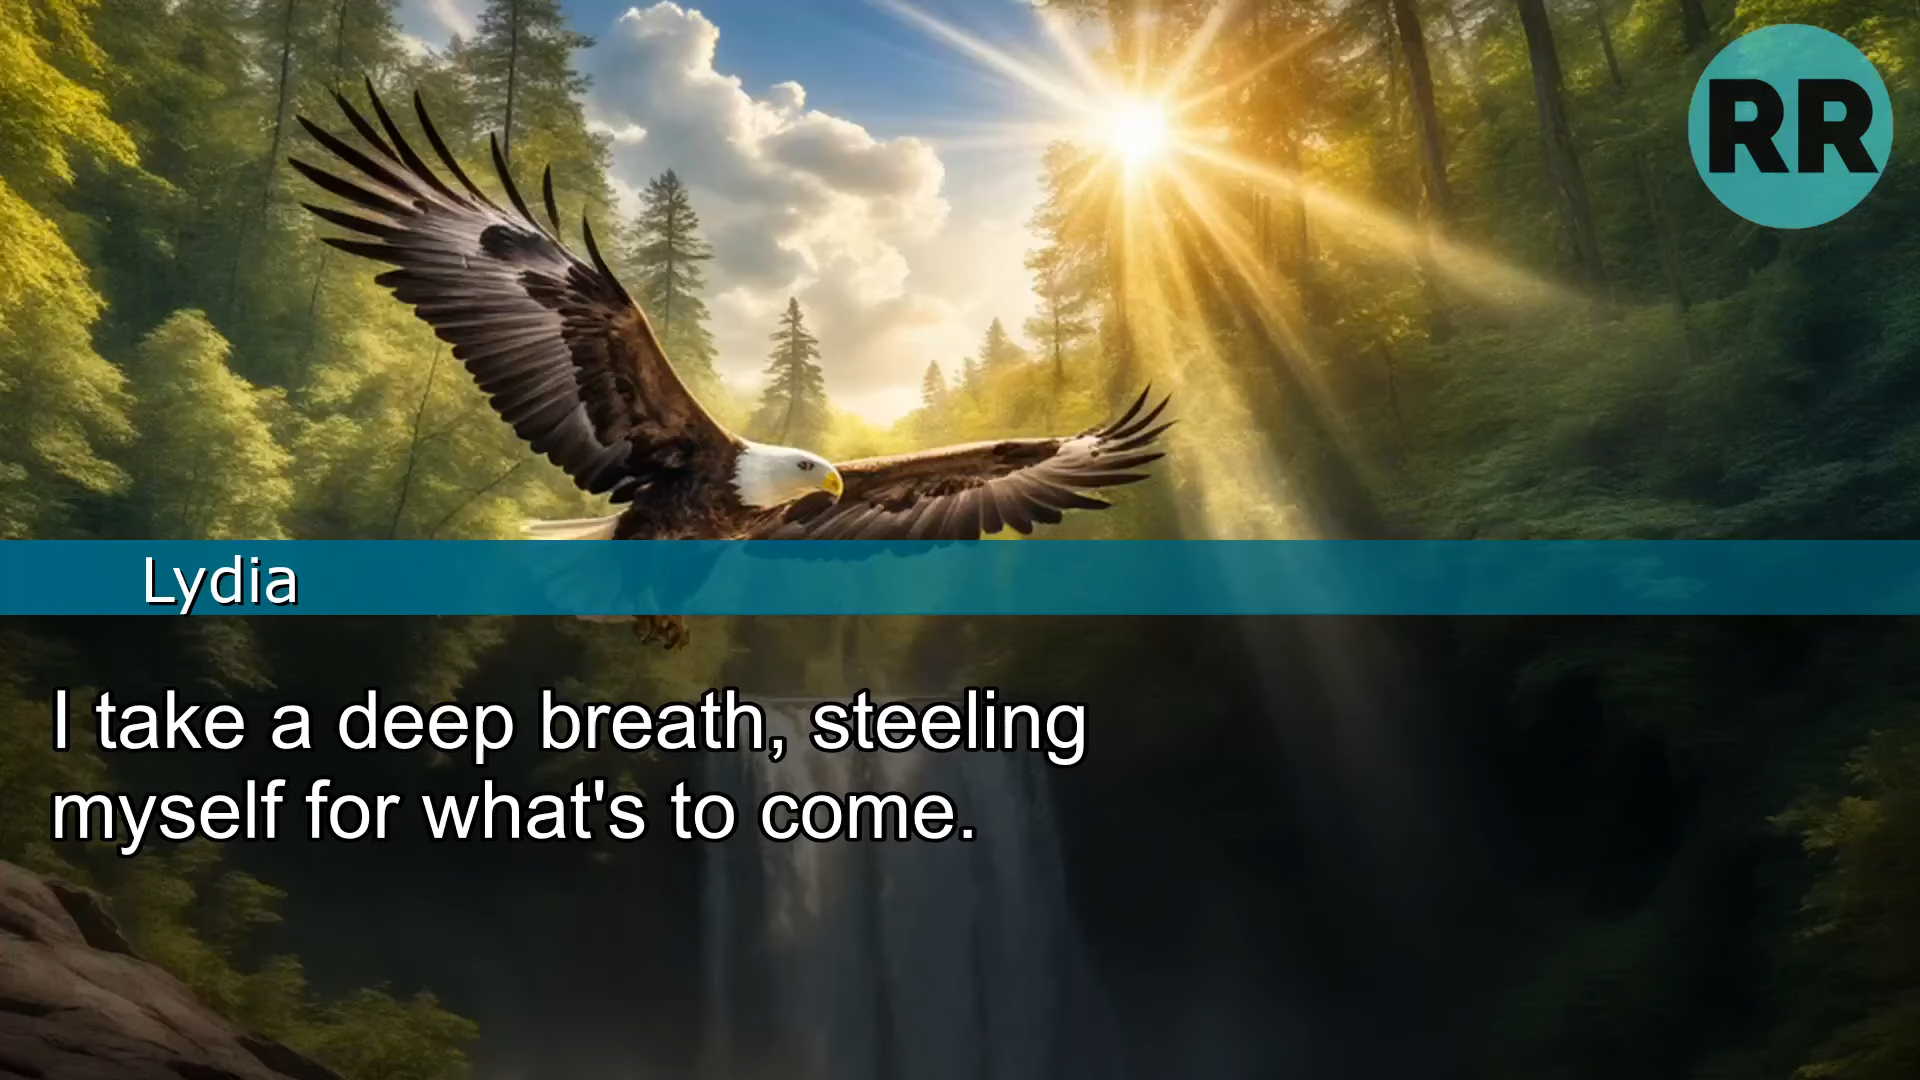 RR
Lydia
I take a deep breath, steeling
myself for what's to come.